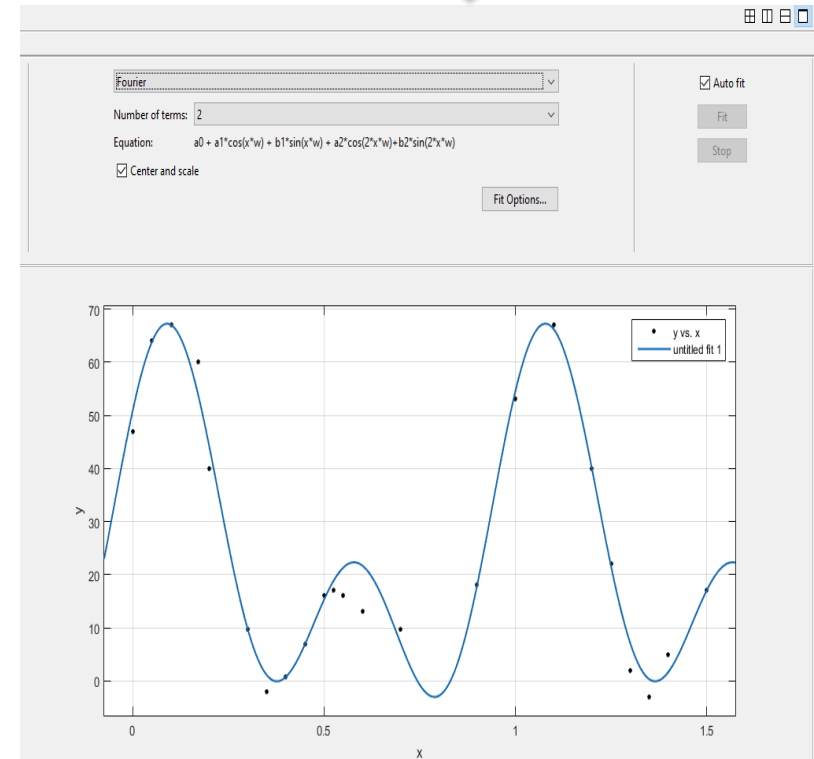 Fourier
Auto fit
Number of terms: 2
Fit
Equation: a0 + a1*cos(x*w) + b1*sin(x*w) + a2*cos(2*x*w)+b2*sin(2*x*w)
Stop
Center and scale
Fit Options...
70
60
50
40
30
20
10
0
y
y vs. x
untitled fit 1
0 0.5 1 1.5
x